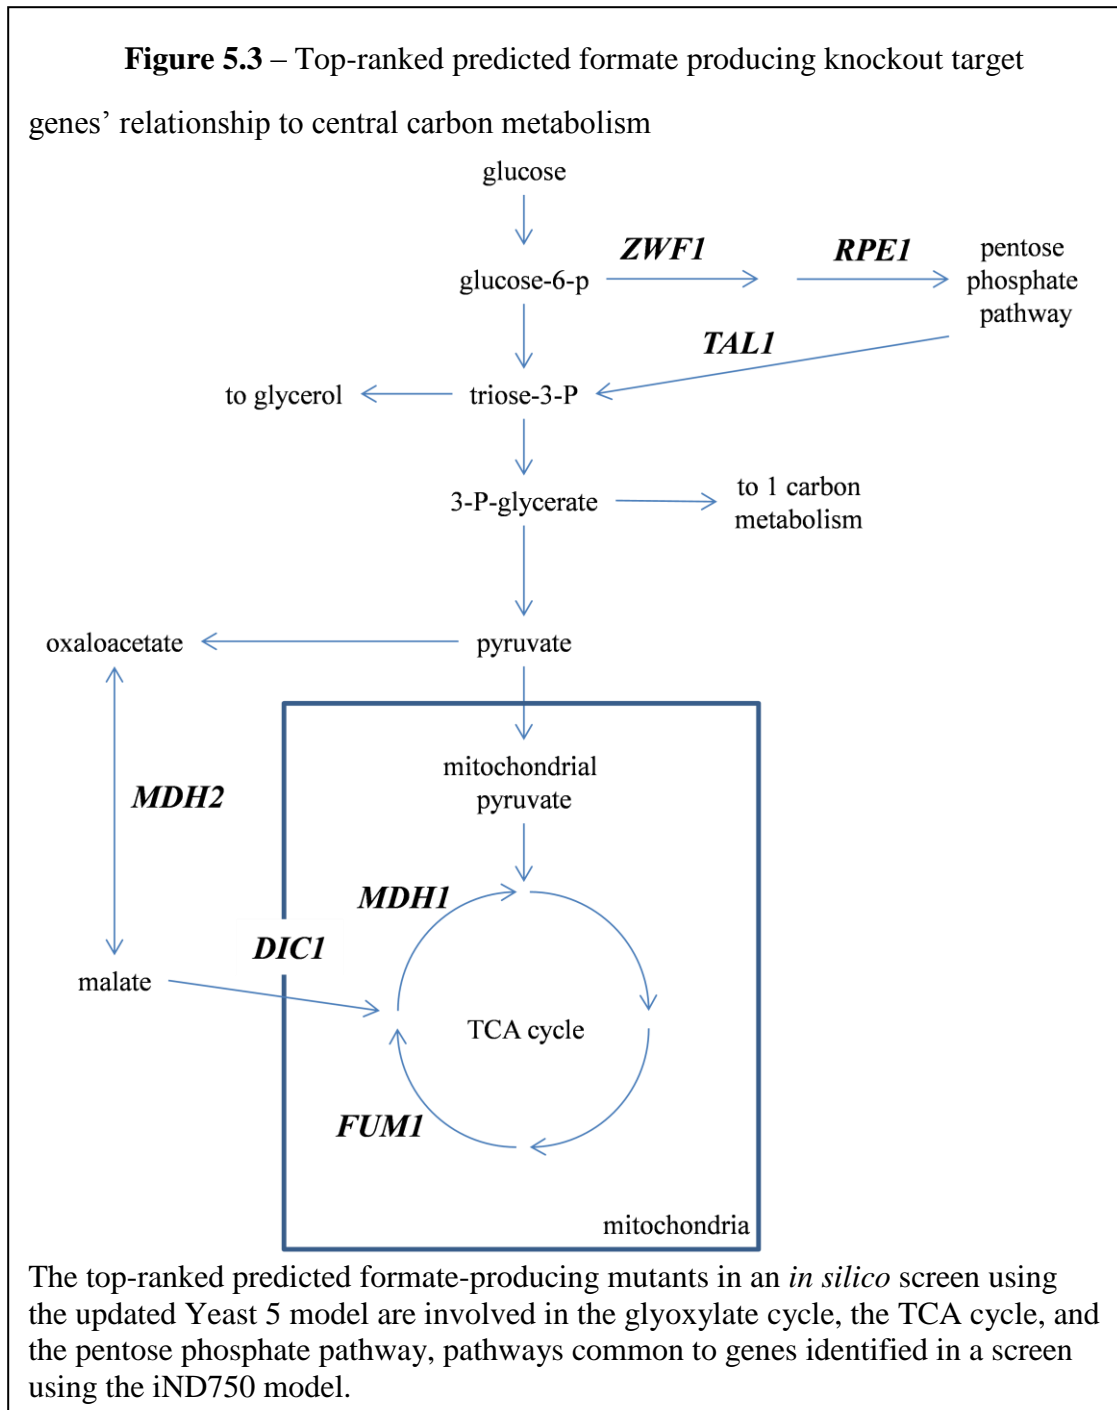 Figure 5.3 – Top-ranked predicted formate producing knockout target
genes’ relationship to central carbon metabolism
glucose
ZWF1
RPE1
pentose
phosphate
pathway
glucose-6-p
TAL1
to glycerol
triose-3-P
3-P-glycerate
to 1 carbon
metabolism
oxaloacetate
pyruvate
mitochondrial
pyruvate
MDH2
MDH1
DIC1
malate
TCA cycle
FUM1
mitochondria
The top-ranked predicted formate-producing mutants in an in silico screen using
the updated Yeast 5 model are involved in the glyoxylate cycle, the TCA cycle, and
the pentose phosphate pathway, pathways common to genes identified in a screen
using the iND750 model.